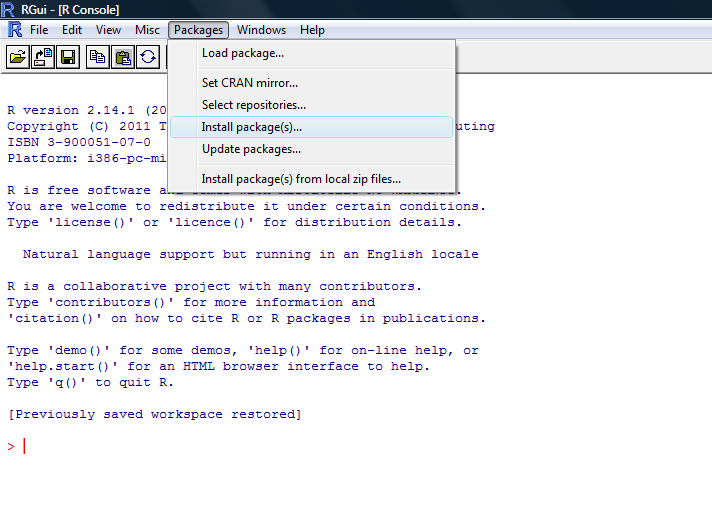 RGui - [R Console]
File Edit View Misc Packages Windows Help
Load package...
Set CRAN mirror...
Select repositories...
Install package(s)...
Update packages...
Install package(s) from local zip files...
R version 2.14.1 (20
Copyright (C) 2011 T uting
ISBN 3-900051-07-0
Platform: i386-pc-mi
R is free software and
You are welcome to redistribute it under certain conditions.
Type 'license()' or 'licence()' for distribution details.
Natural language support but running in an English locale
R is a collaborative project with many contributors.
Type 'contributors()' for more information and
'citation()' on how to cite R or R packages in publications.
Type 'demo()' for some demos, 'help()' for on-line help, or
'help.start()' for an HTML browser interface to help.
Type 'q()' to quit R.
[Previously saved workspace restored]
>